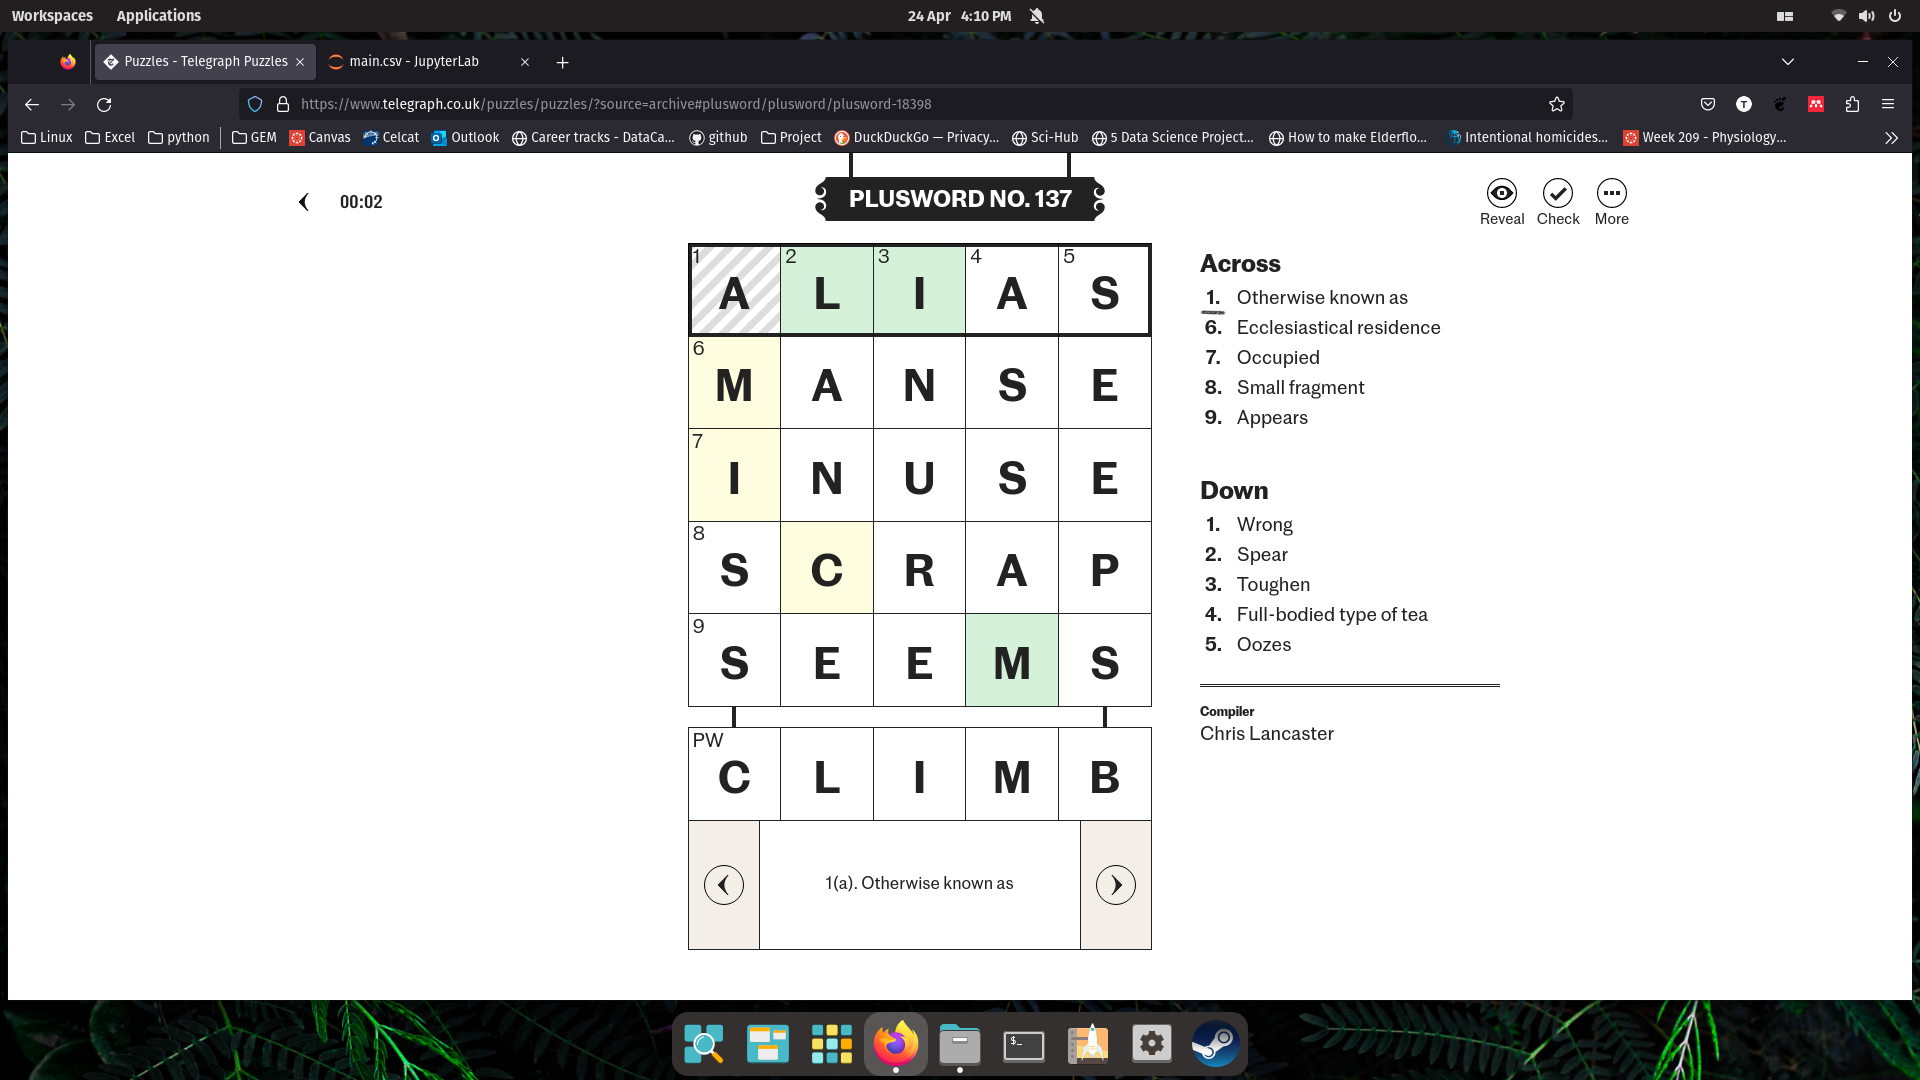 Workspaces Applications 24 Apr 4:10 PM
Puzzles - Telegraph Puzzles main.csv - JupyterLab
https://www.telegraph.co.uk/puzzles/puzzles/?source=archive#plusword/plusword/plusword-18398
Linux Excel python GEM Canvas Celcat Outlook Career tracks - DataCa... github Project DuckDuckGo — Privacy... Sci-Hub 5 Data Science Project... How to make Elderflo... Intentional homicides... Week 209 - Physiology...
00:02
PLUSWORD NO. 137
Reveal Check More
1 A 2 L 3 I 4 A 5 S
6 M A N S E
7 I N U S E
8 S C R A P
9 S E E M S
PW C L I M B
1(a). Otherwise known as
Across
1. Otherwise known as
6. Ecclesiastical residence
7. Occupied
8. Small fragment
9. Appears
Down
1. Wrong
2. Spear
3. Toughen
4. Full-bodied type of tea
5. Oozes
Compiler
Chris Lancaster